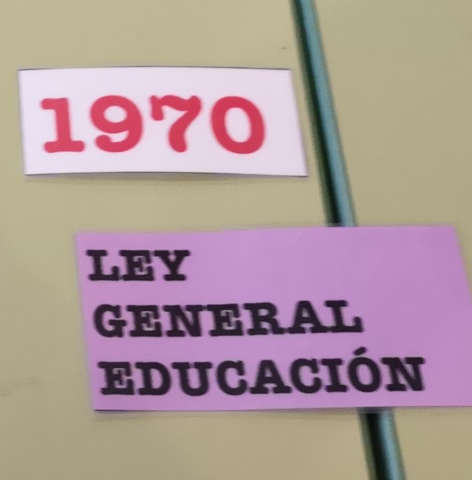 1970
LEY
GENERAL
EDUCACIÓN